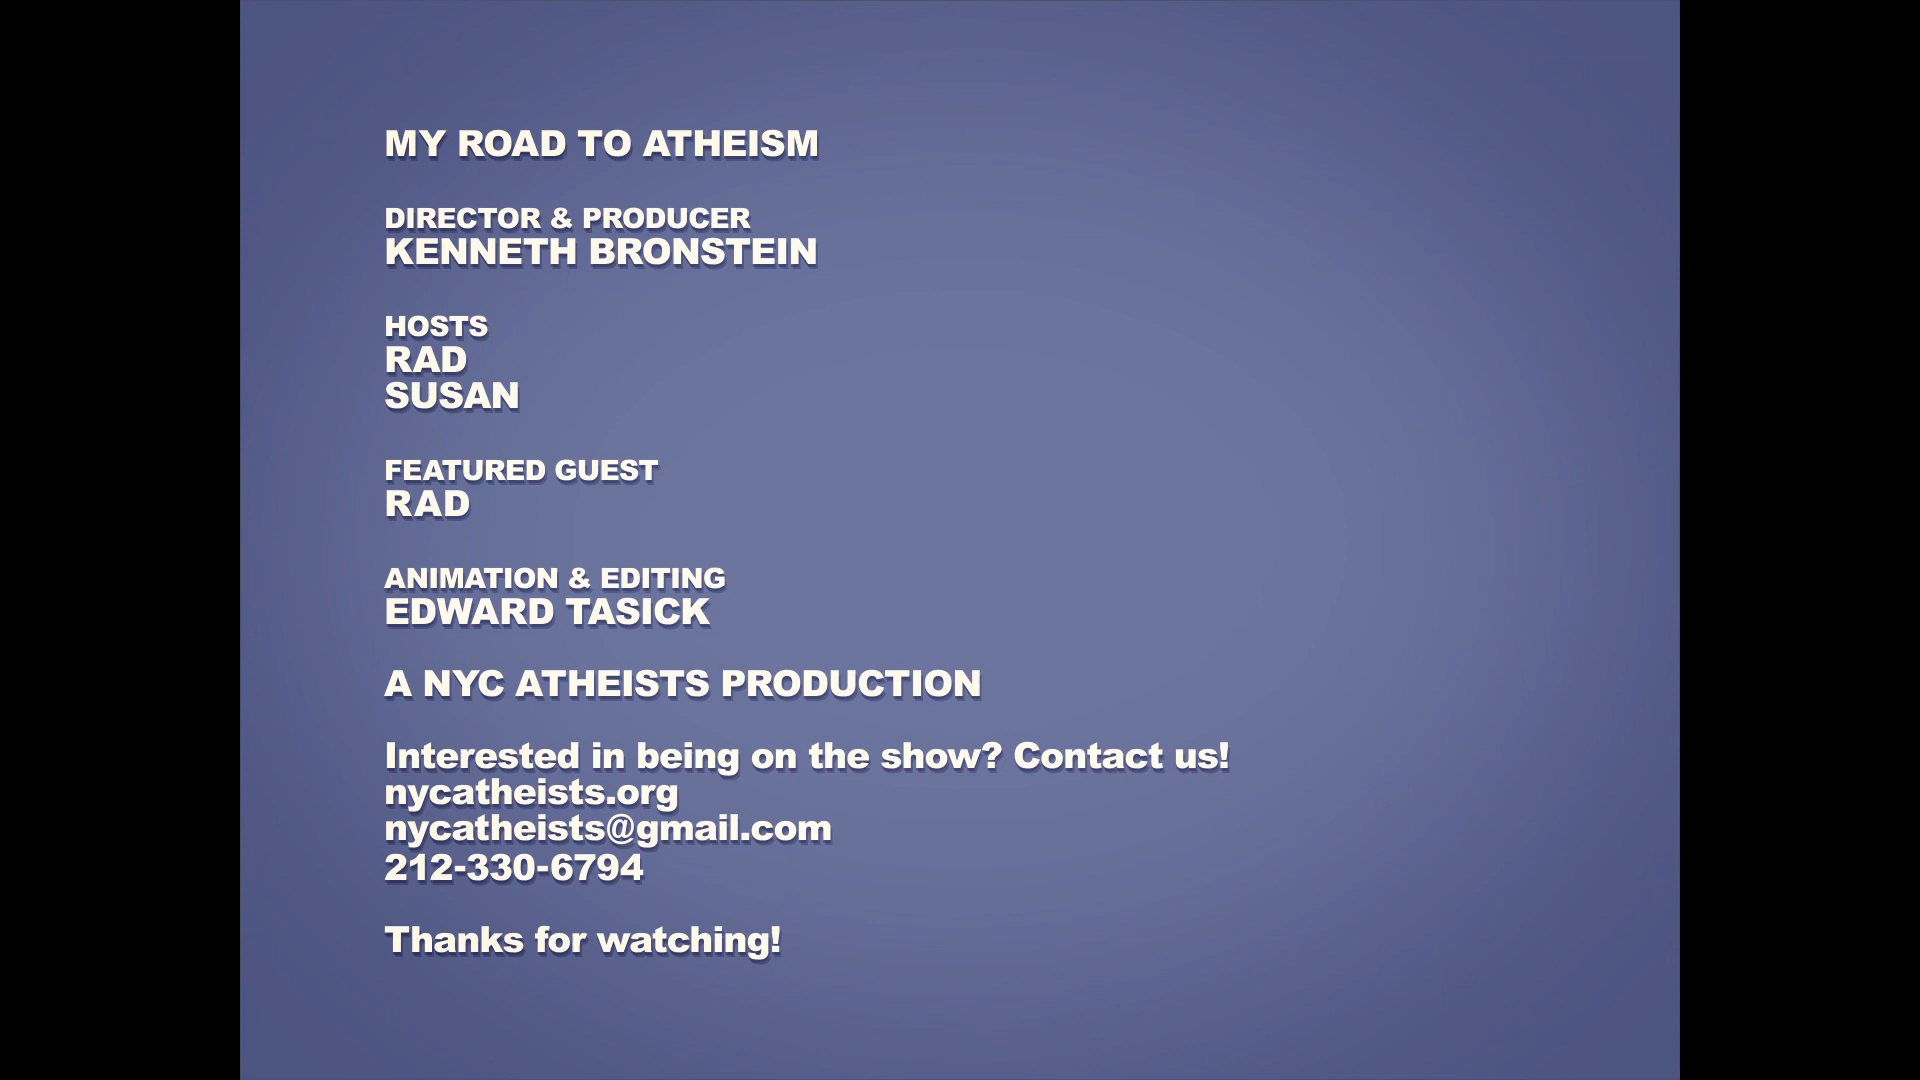 MY ROAD TO ATHEISM
DIRECTOR & PRODUCER
KENNETH BRONSTEIN
HOSTS
RAD
SUSAN
FEATURED GUEST
RAD
ANIMATION & EDITING
EDWARD TASICK
A NYC ATHEISTS PRODUCTION
Interested in being on the show? Contact us!
nycatheists.org
nycatheists@gmail.com
212-330-6794
Thanks for watching!